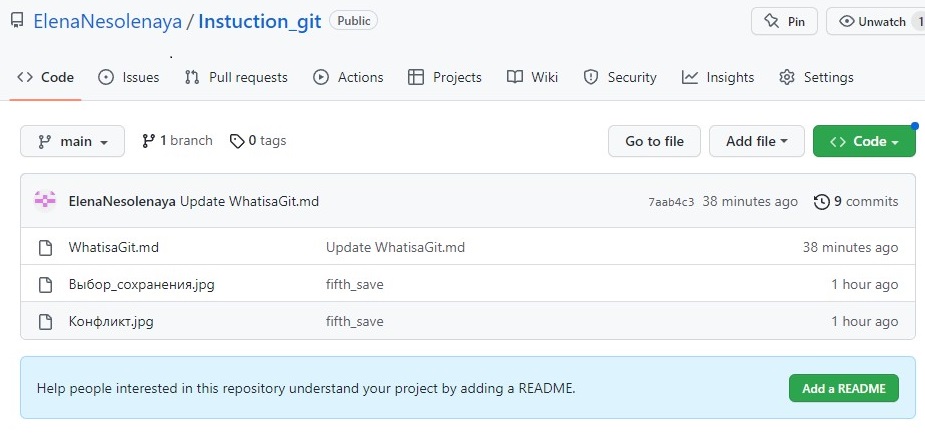 ElenaNesolenaya / Instuction_git Public Pin Unwatch 1
Code Issues Pull requests Actions Projects Wiki Security Insights Settings
main 1 branch 0 tags Go to file Add file Code
ElenaNesolenaya Update WhatisaGit.md 7aab4c3 38 minutes ago 9 commits
WhatisaGit.md Update WhatisaGit.md 38 minutes ago
Выбор_сохранения.jpg fifth_save 1 hour ago
Конфликт.jpg fifth_save 1 hour ago
Help people interested in this repository understand your project by adding a README. Add a README